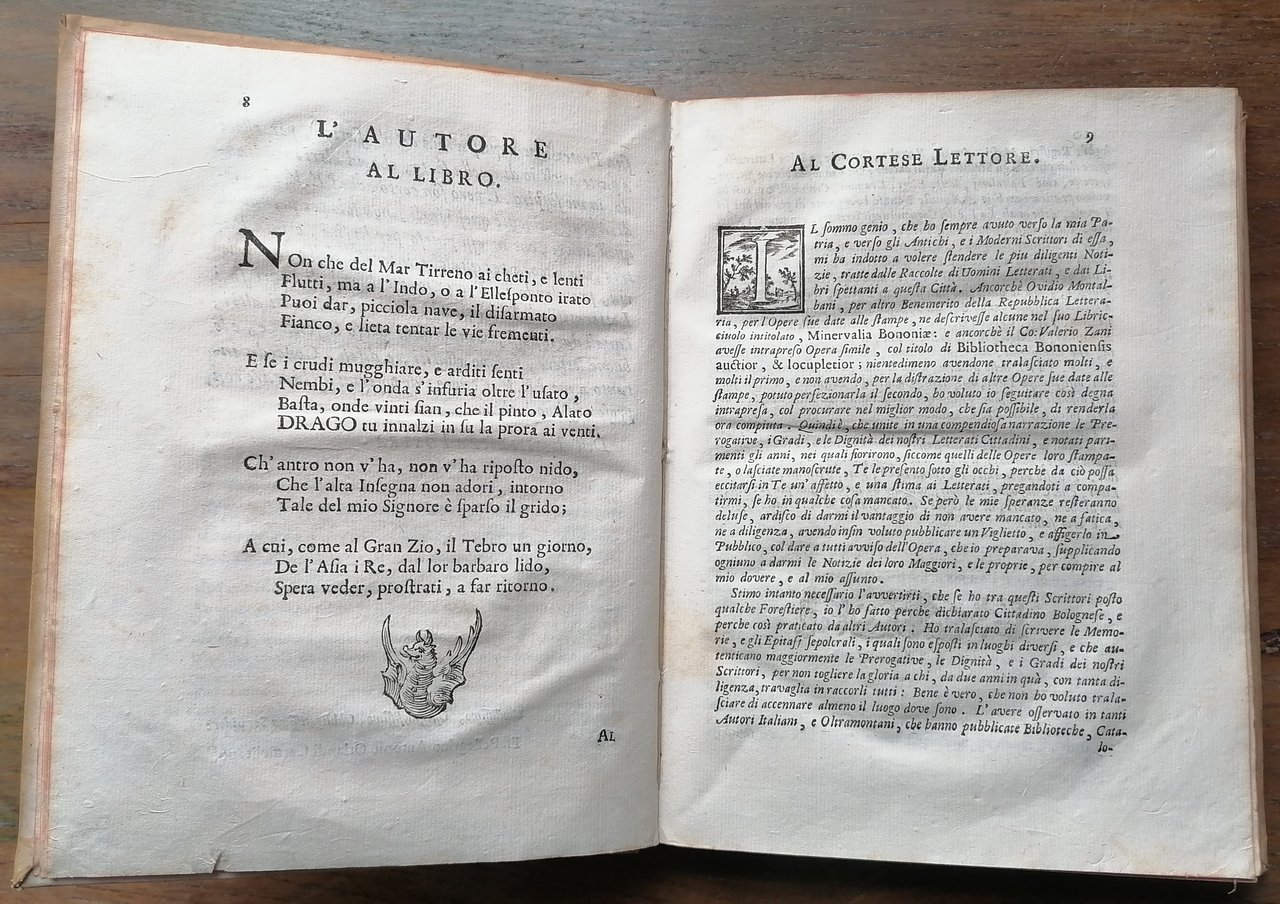 8
L'AUTORE
AL LIBRO.
NOn che del Mar Tirreno ai cheti, e lenti
Flutti, ma a l'Indo, o a l'Ellesponto irato
Puoi dar, picciola nave, il disarmato
Fianco, e lieta tentar le vie frementi.
E se i crudi mugghiare, e arditi senti
Nembi, e l'onda s'infuria oltre l'usato,
Basta, onde vinti sian, che il pinto, Alato
DRAGO tu innalzi in su la prora ai venti.
Ch'antro non v'ha, non v'ha riposto nido,
Che l'alta Insegna non adori, intorno
Tale del mio Signore è sparso il grido;
A cui, come al Gran Zio, il Tebro un giorno,
De l'Asia i Re, dal lor barbaro lido,
Spera veder, prostrati, a far ritorno.
AL
9
AL CORTESE LETTORE.
IL sommo genio, che ho sempre avuto verso la mia Pa-
tria, e verso gli Antichi, e i Moderni Scrittori di essa,
mi ha indotto a volere stendere le piu diligenti Noti-
zie, tratte dalle Raccolte di Uomini Letterati, e dai Li-
bri spettanti a questa Città. Ancorchè Ovidio Montal-
bani, per altro Benemerito della Repubblica Lettera-
ria, per l'Opere sue date alle stampe, ne descrivesse alcune nel suo Libric-
ciuolo intitolato, Minervalia Bononiæ: e ancorchè il Co: Valerio Zani
avesse intrapreso Opera simile, col titolo di Bibliotheca Bononiensis
auctior, & locupletior; nientedimeno avendone tralasciato molti, e
molti il primo, e non avendo, per la distrazione di altre Opere sue date alle
stampe, potuto perfezionarla il secondo, ho voluto io seguitare così degna
intrapresa, col procurare nel miglior modo, che sia possibile, di renderla
ora compiuta. Quindi è, che unite in una compendiosa narrazione le Pre-
rogative, i Gradi, e le Dignità dei nostri Letterati Cittadini, e notati pari-
menti gli anni, nei quali fiorirono, siccome quelli delle Opere loro stampa-
te, o lasciate manoscrute, Te le presento sotto gli occhi, perche da ciò possa
eccitarsi in Te un'affetto, e una stima ai Letterati, pregandoti a compa-
tirmi, se ho in qualche cosa mancato. Se però le mie speranze resteranno
deluse, ardisco di darmi il vantaggio di non avere mancato, ne a fatica,
ne a diligenza, avendo insin voluto pubblicare un Viglietto, e affigerlo in
Pubblico, col dare a tutti avviso dell'Opera, che io preparava, supplicando
ogniuno a darmi le Notizie dei loro Maggiori, e le proprie, per compire al
mio dovere, e al mio assunto.
Stimo intanto necessario l'avvertirti, che se ho tra questi Scrittori posto
qualche Forestiere, io l'ho fatto perche dichiarato Cittadino Bolognese, e
perche così praticato da altri Autori. Ho tralasciato di scrivere le Memo-
rie, e gli Epitafj sepolcrali, i quali sono esposti in luoghi diversi, e che au-
tenticano maggiormente le Prerogative, le Dignità, e i Gradi dei nostri
Scrittori, per non togliere la gloria a chi, da due anni in quà, con tanta di-
ligenza, travaglia in raccorli tutti: Bene è vero, che non ho voluto trala-
sciare di accennare almeno il luogo dove sono. L'avere osservato in tanti
Autori Italiani, e Oltramontani, che hanno pubblicate Biblioteche, Cata-
lo-